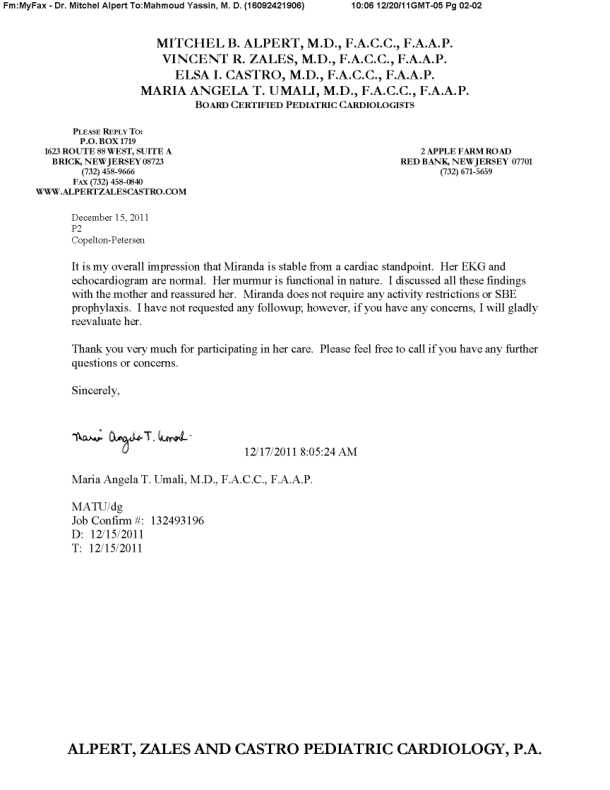 Fm:MyFax - Dr. Mitchel Alpert To:Mahmoud Yassin, M. D. (16092421906) 10:06 12/20/11GMT-05 Pg 02-02
MITCHEL B. ALPERT, M.D., F.A.C.C., F.A.A.P.
VINCENT R. ZALES, M.D., F.A.C.C., F.A.A.P.
ELSA I. CASTRO, M.D., F.A.C.C., F.A.A.P.
MARIA ANGELA T. UMALI, M.D., F.A.C.C., F.A.A.P.
BOARD CERTIFIED PEDIATRIC CARDIOLOGISTS
PLEASE REPLY TO:
P.O. BOX 1719
1623 ROUTE 88 WEST, SUITE A
BRICK, NEW JERSEY 08723
(732) 458-9666
FAX (732) 458-0840
WWW.ALPERTZALESCASTRO.COM
2 APPLE FARM ROAD
RED BANK, NEW JERSEY 07701
(732) 671-5659
December 15, 2011
P2
Copelton-Petersen
It is my overall impression that Miranda is stable from a cardiac standpoint. Her EKG and
echocardiogram are normal. Her murmur is functional in nature. I discussed all these findings
with the mother and reassured her. Miranda does not require any activity restrictions or SBE
prophylaxis. I have not requested any followup; however, if you have any concerns, I will gladly
reevaluate her.
Thank you very much for participating in her care. Please feel free to call if you have any further
questions or concerns.
Sincerely,
Maria Angela T. Umali
12/17/2011 8:05:24 AM
Maria Angela T. Umali, M.D., F.A.C.C., F.A.A.P.
MATU/dg
Job Confirm #: 132493196
D: 12/15/2011
T: 12/15/2011
ALPERT, ZALES AND CASTRO PEDIATRIC CARDIOLOGY, P.A.